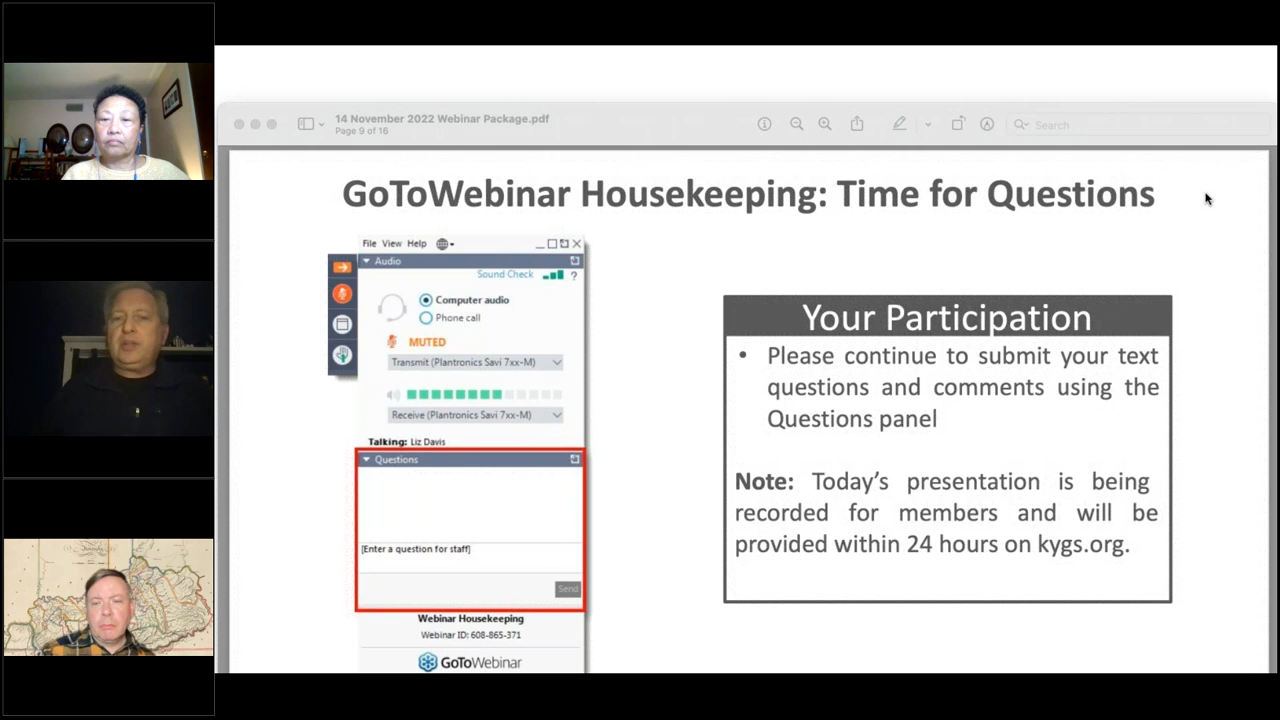 14 November 2022 Webinar Package.pdf
Page 9 of 16
Search
GoToWebinar Housekeeping: Time for Questions
File View Help
Audio
Sound Check
?
Computer audio
Phone call
MUTED
Transmit (Plantronics Savi 7xx-M)
Receive (Plantronics Savi 7xx-M)
Talking: Liz Davis
Questions
[Enter a question for staff]
Send
Webinar Housekeeping
Webinar ID: 608-865-371
GoToWebinar
Your Participation
• Please continue to submit your text
questions and comments using the
Questions panel
Note: Today's presentation is being
recorded for members and will be
provided within 24 hours on kygs.org.